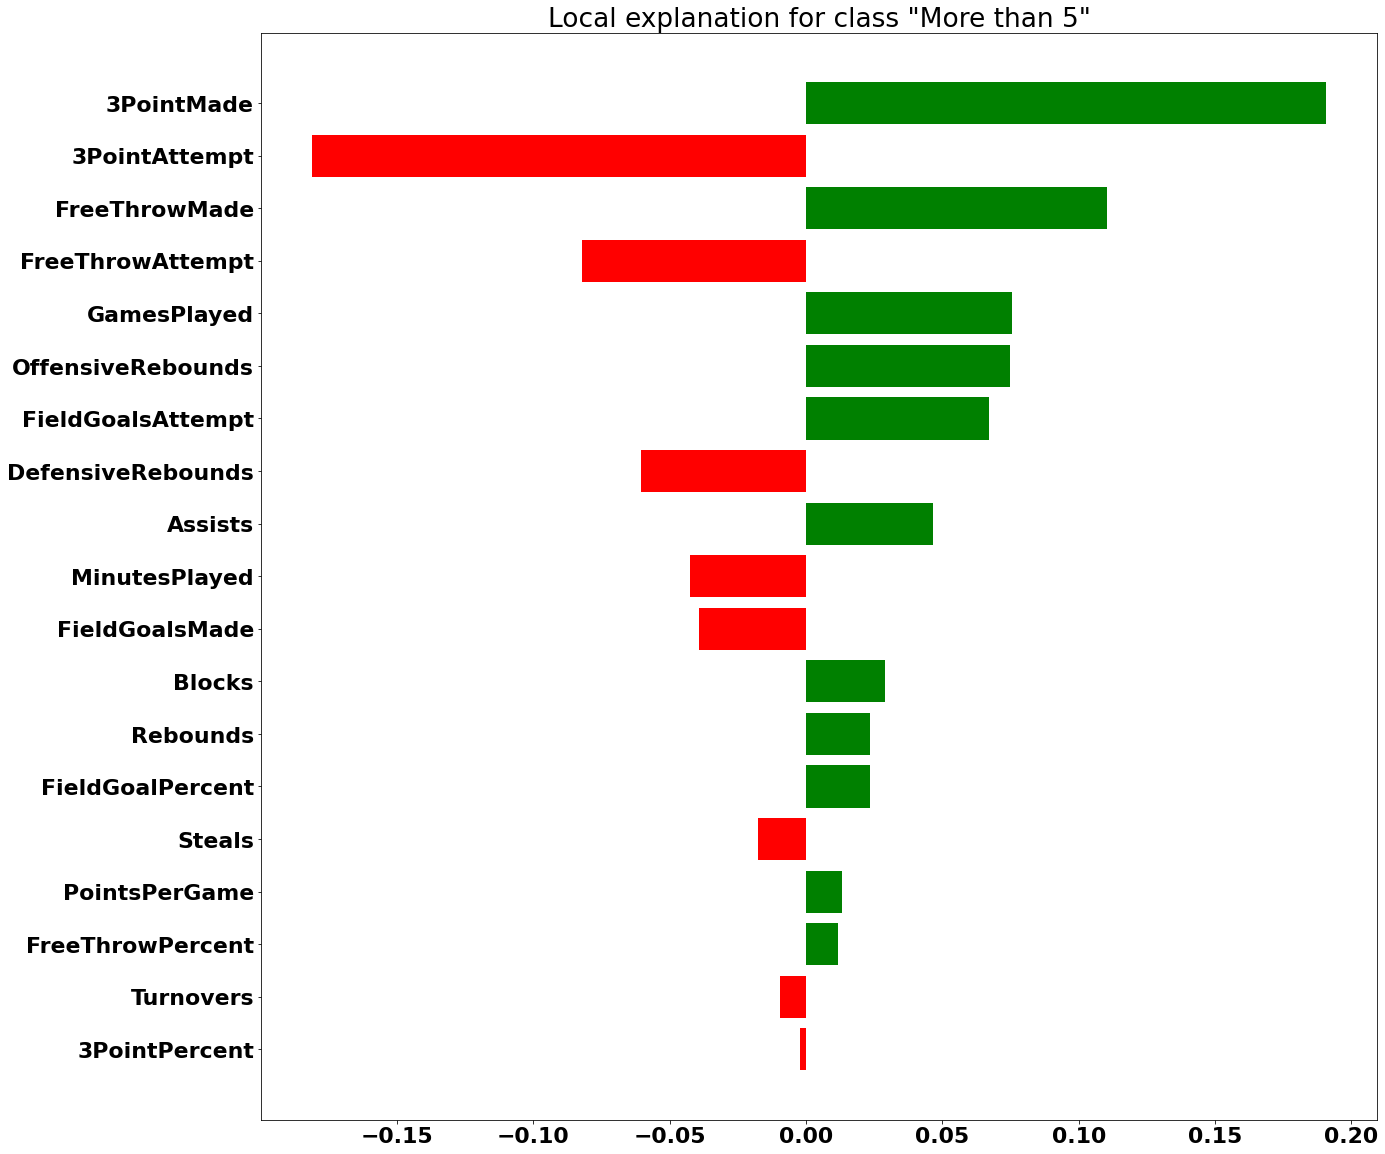 Local explanation for class "More than 5"
3PointMade
3PointAttempt
FreeThrowMade
FreeThrowAttempt
GamesPlayed
OffensiveRebounds
FieldGoalsAttempt
DefensiveRebounds
Assists
MinutesPlayed
FieldGoalsMade
Blocks
Rebounds
FieldGoalPercent
Steals
PointsPerGame
FreeThrowPercent
Turnovers
3PointPercent
−0.15 −0.10 −0.05 0.00 0.05 0.10 0.15 0.20